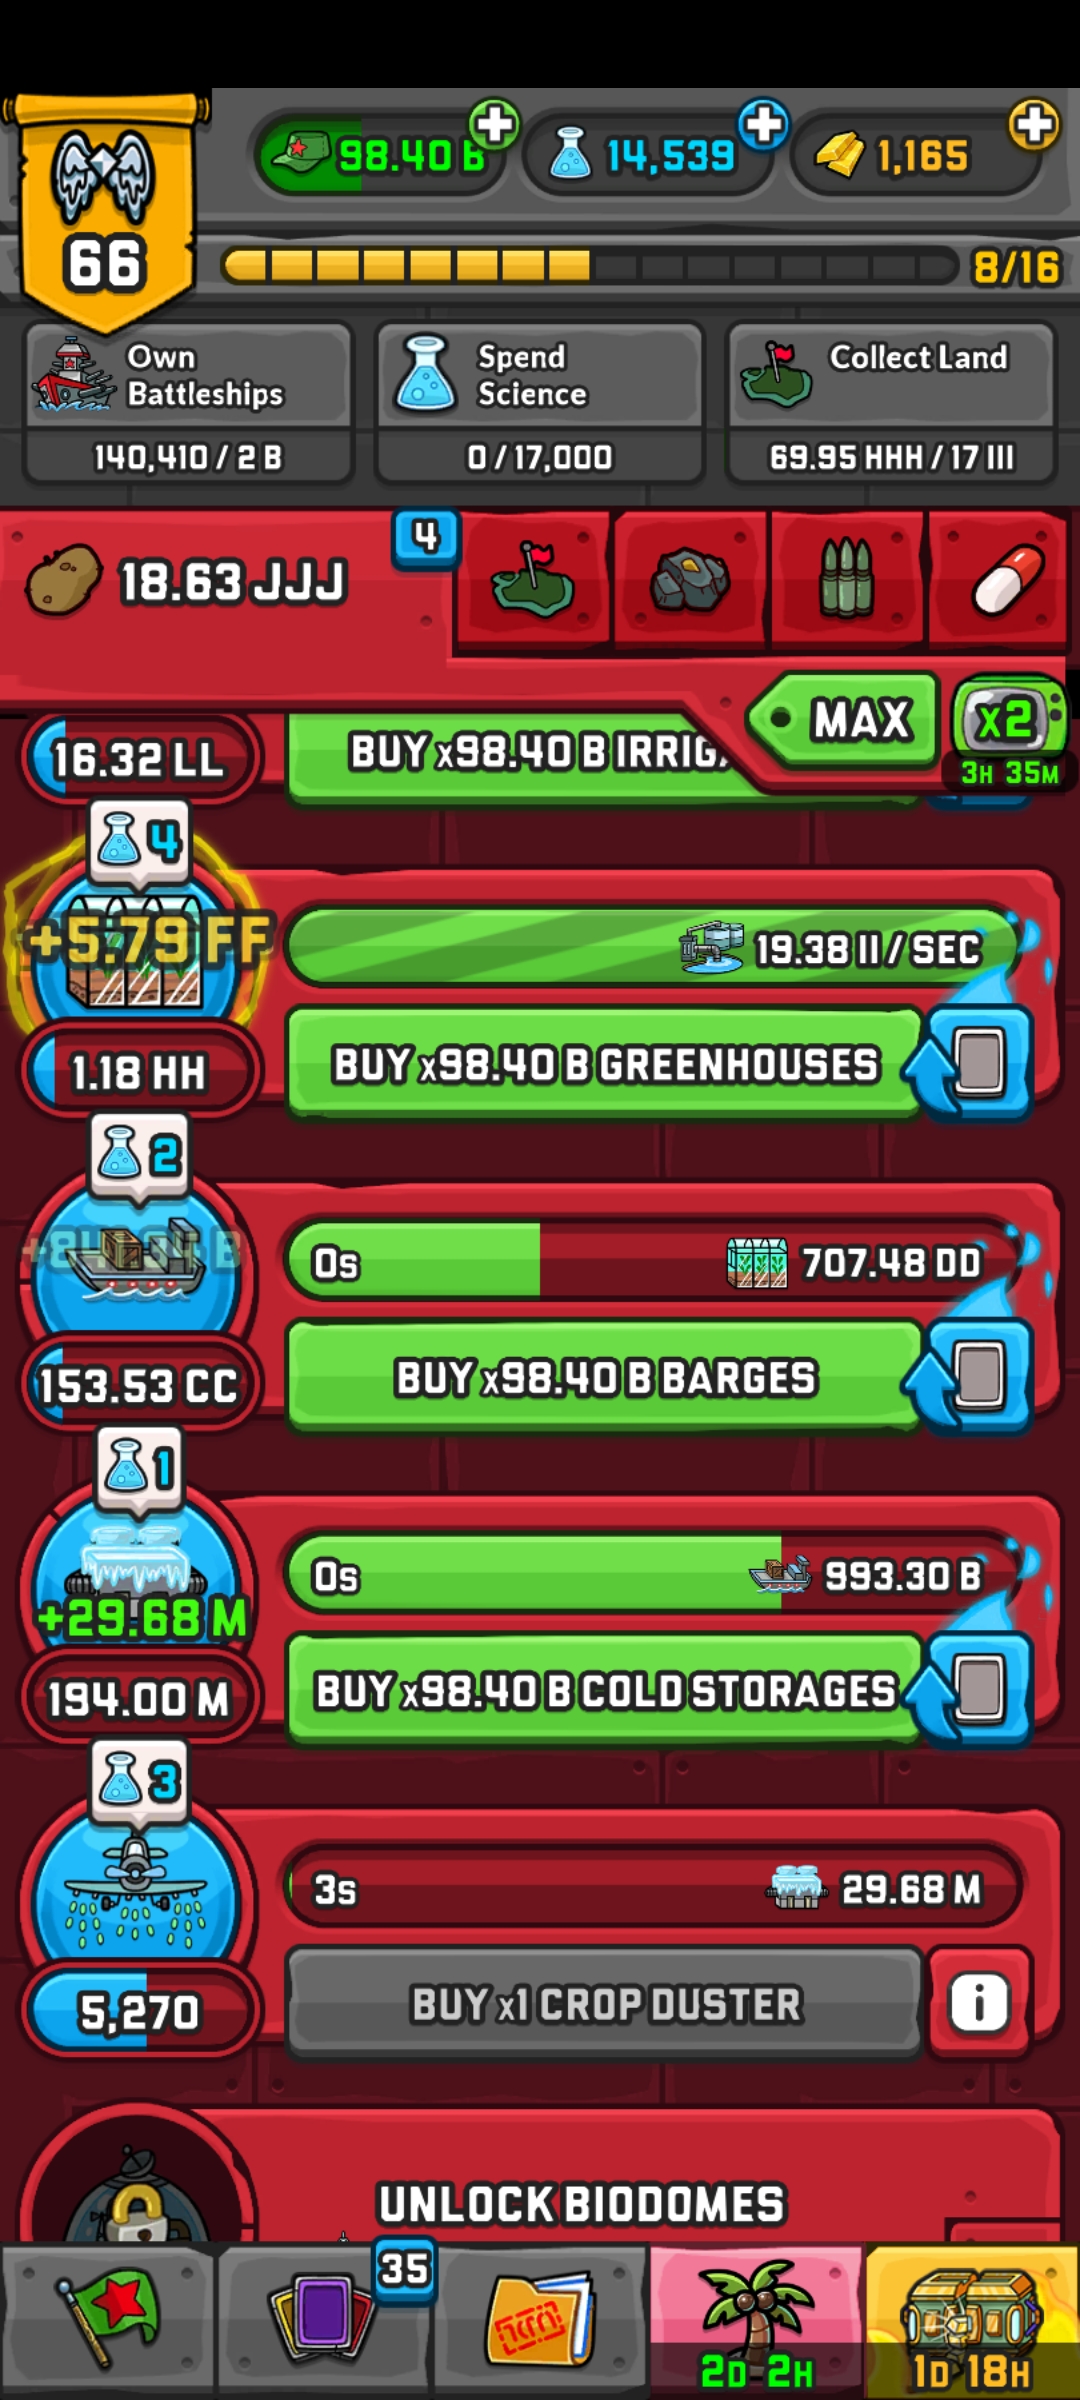 98.40 B
14,539
1,165
66
8/16
Own
Battleships
140,410 / 2 B
Spend
Science
0 / 17,000
Collect Land
69.95 HHH / 17 III
18.63 JJJ
4
MAX
x2
3H 35M
16.32 LL
BUY x98.40 B
4
+5.79 FF
19.38 II / SEC
1.18 HH
BUY x98.40 B GREENHOUSES
2
0s
707.48 DD
153.53 CC
BUY x98.40 B BARGES
1
+29.68 M
0s
993.30 B
194.00 M
BUY x98.40 B COLD STORAGES
3
3s
29.68 M
5,270
BUY x1 CROP DUSTER
i
UNLOCK BIODOMES
35
2D 2H
1D 18H